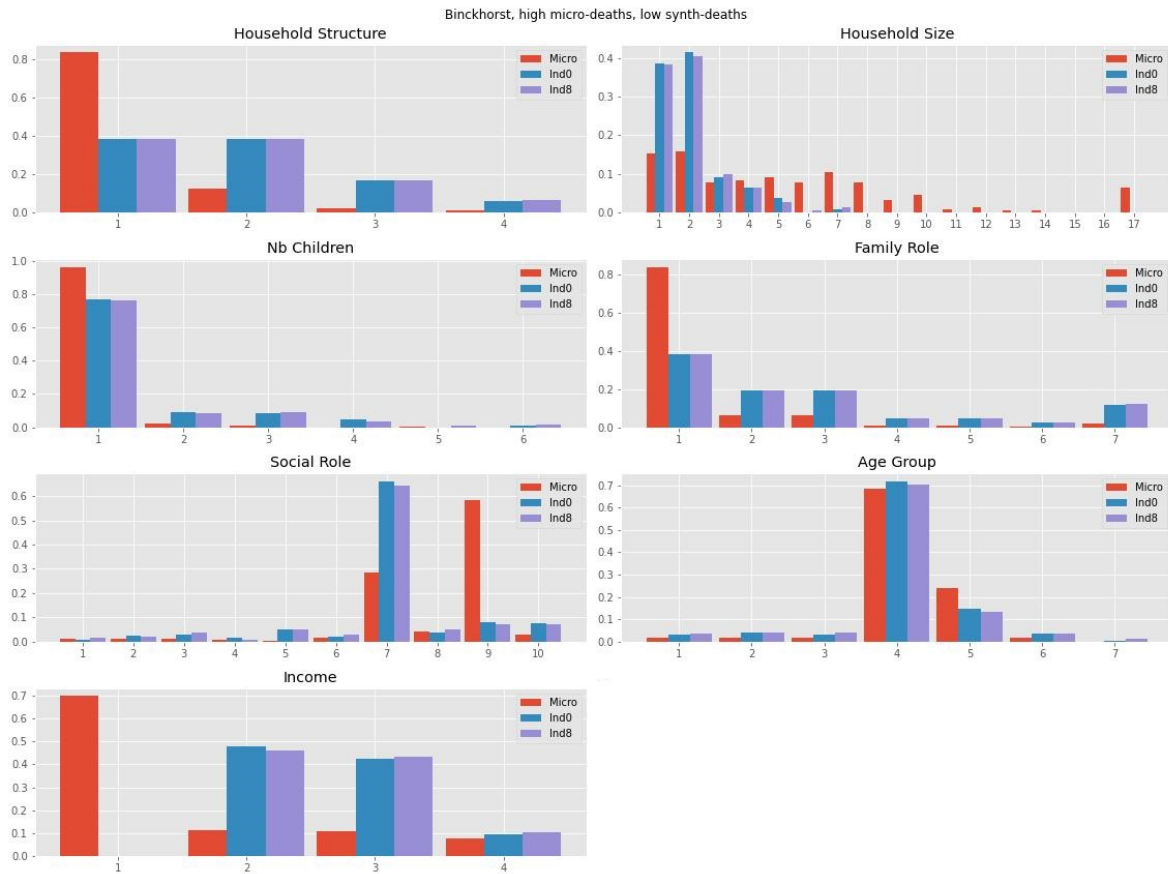 Binckhorst, high micro-deaths, low synth-deaths
Household Structure
0.8
0.6
0.4
0.2
0.0
1 2 3 4
Micro
Ind0
Ind8
Household Size
0.4
0.3
0.2
0.1
0.0
1 2 3 4 5 6 7 8 9 10 11 12 13 14 15 16 17
Micro
Ind0
Ind8
Nb Children
1.0
0.8
0.6
0.4
0.2
0.0
1 2 3 4 5 6
Micro
Ind0
Ind8
Family Role
0.8
0.6
0.4
0.2
0.0
1 2 3 4 5 6 7
Micro
Ind0
Ind8
Social Role
0.6
0.5
0.4
0.3
0.2
0.1
0.0
1 2 3 4 5 6 7 8 9 10
Micro
Ind0
Ind8
Age Group
0.7
0.6
0.5
0.4
0.3
0.2
0.1
0.0
1 2 3 4 5 6 7
Micro
Ind0
Ind8
Income
0.7
0.6
0.5
0.4
0.3
0.2
0.1
0.0
1 2 3 4
Micro
Ind0
Ind8